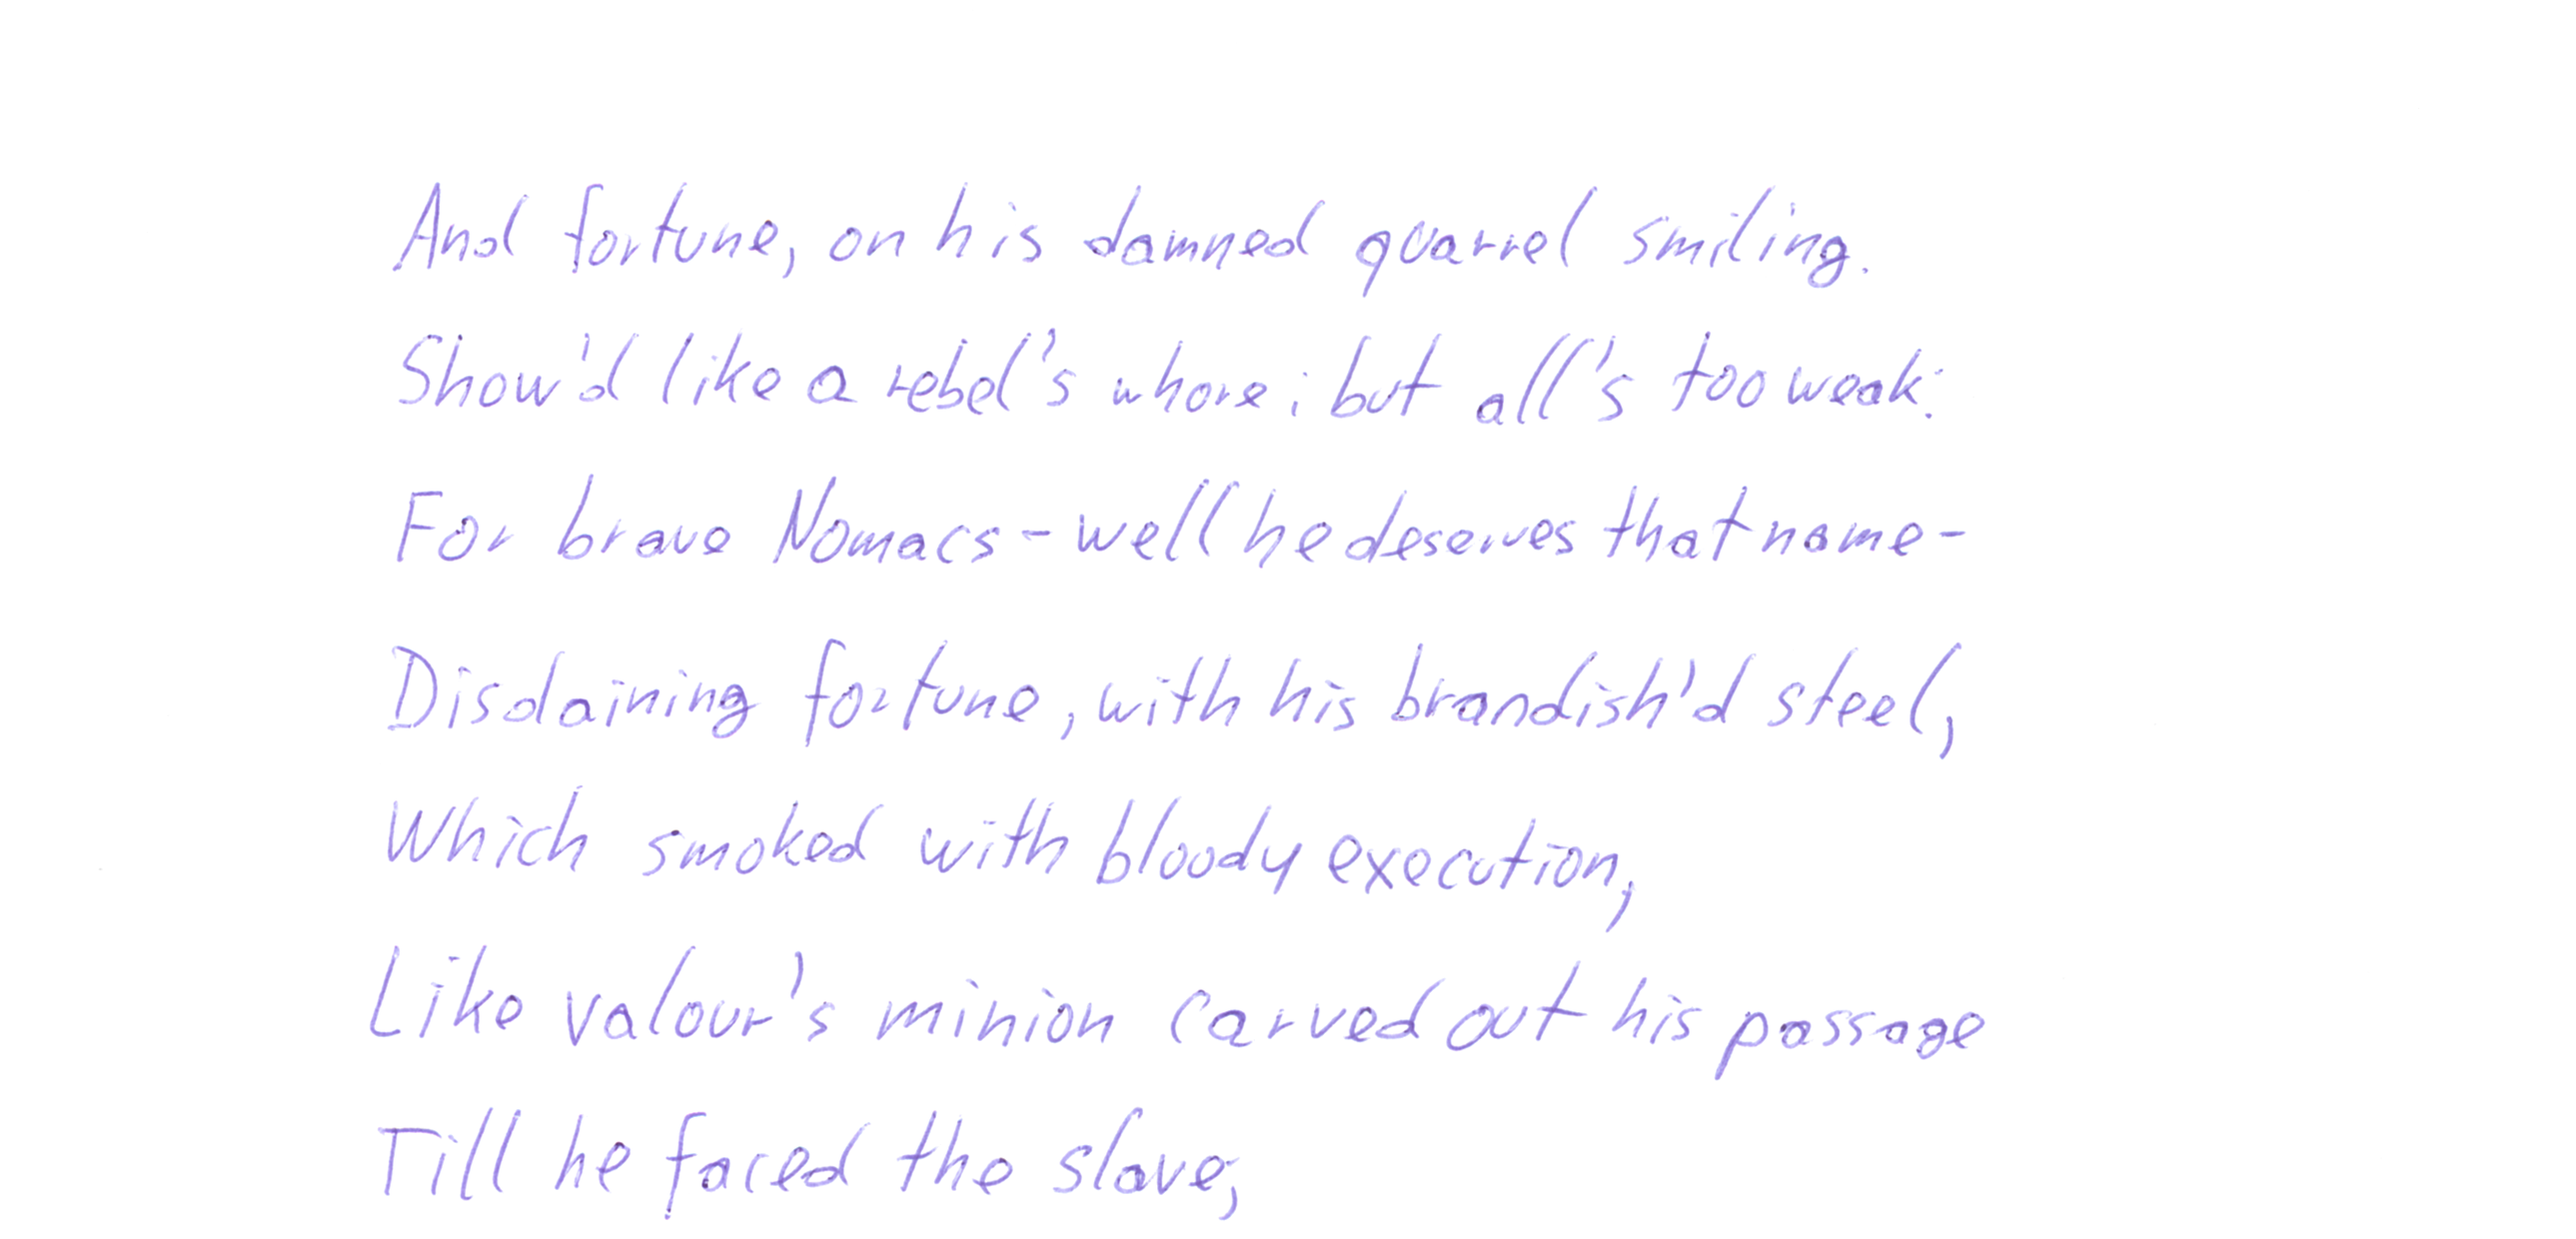 And fortune, on his damned quarrel smiling.
Show'd like a rebel's whore: but all's too weak:
For brave Nomacs - well he deserves that name -
Disdaining fortune, with his brandish'd steel,
Which smoked with bloody execution,
Like valour's minion carved out his passage
Till he faced the slave;